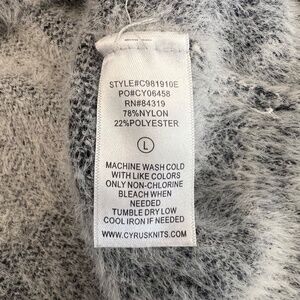 STYLE#C981910E
PO#CY06458
RN#84319
78%NYLON
22%POLYESTER
L
MACHINE WASH COLD
WITH LIKE COLORS
ONLY NON-CHLORINE
BLEACH WHEN
NEEDED
TUMBLE DRY LOW
COOL IRON IF NEEDED
WWW.CYRUSKNITS.COM